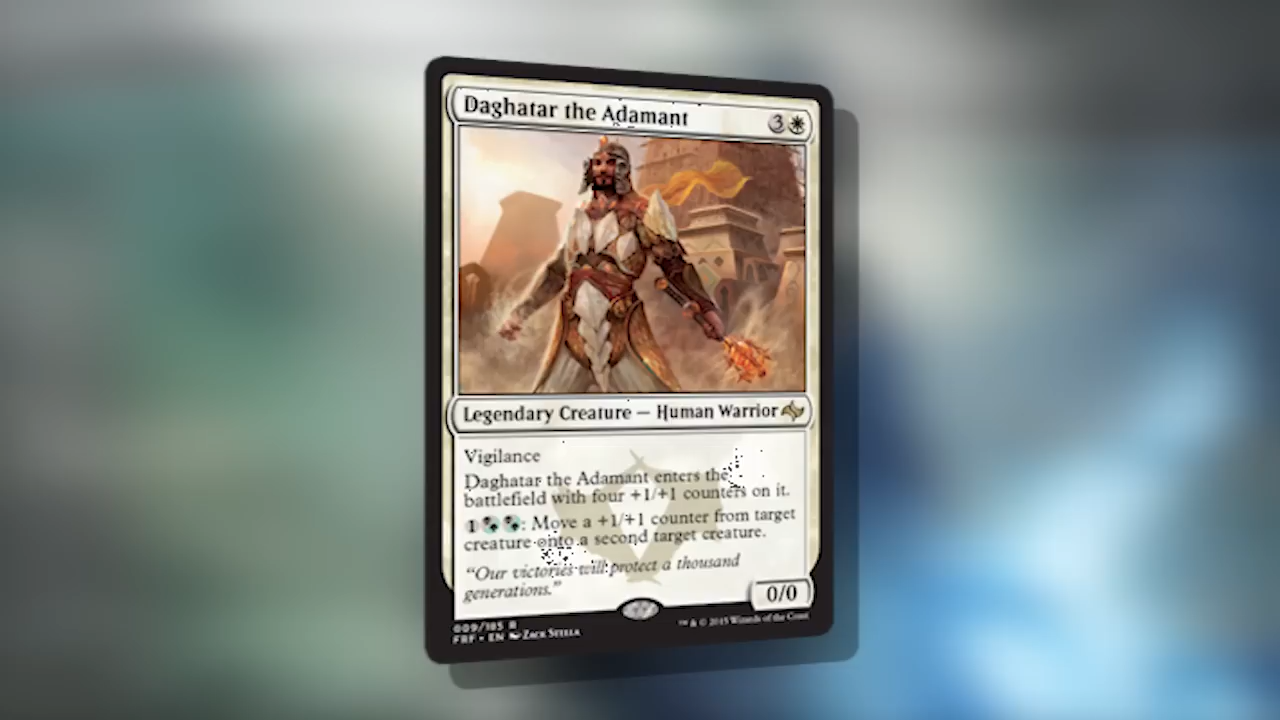 Daghatar the Adamant 3
Legendary Creature — Human Warrior
Vigilance
Daghatar the Adamant enters the
battlefield with four +1/+1 counters on it.
1 : Move a +1/+1 counter from target
creature onto a second target creature.
“Our victories will protect a thousand
generations.”
0/0
009/185 R
FRF • EN Zack Stella
™ & © 2015 Wizards of the Coast